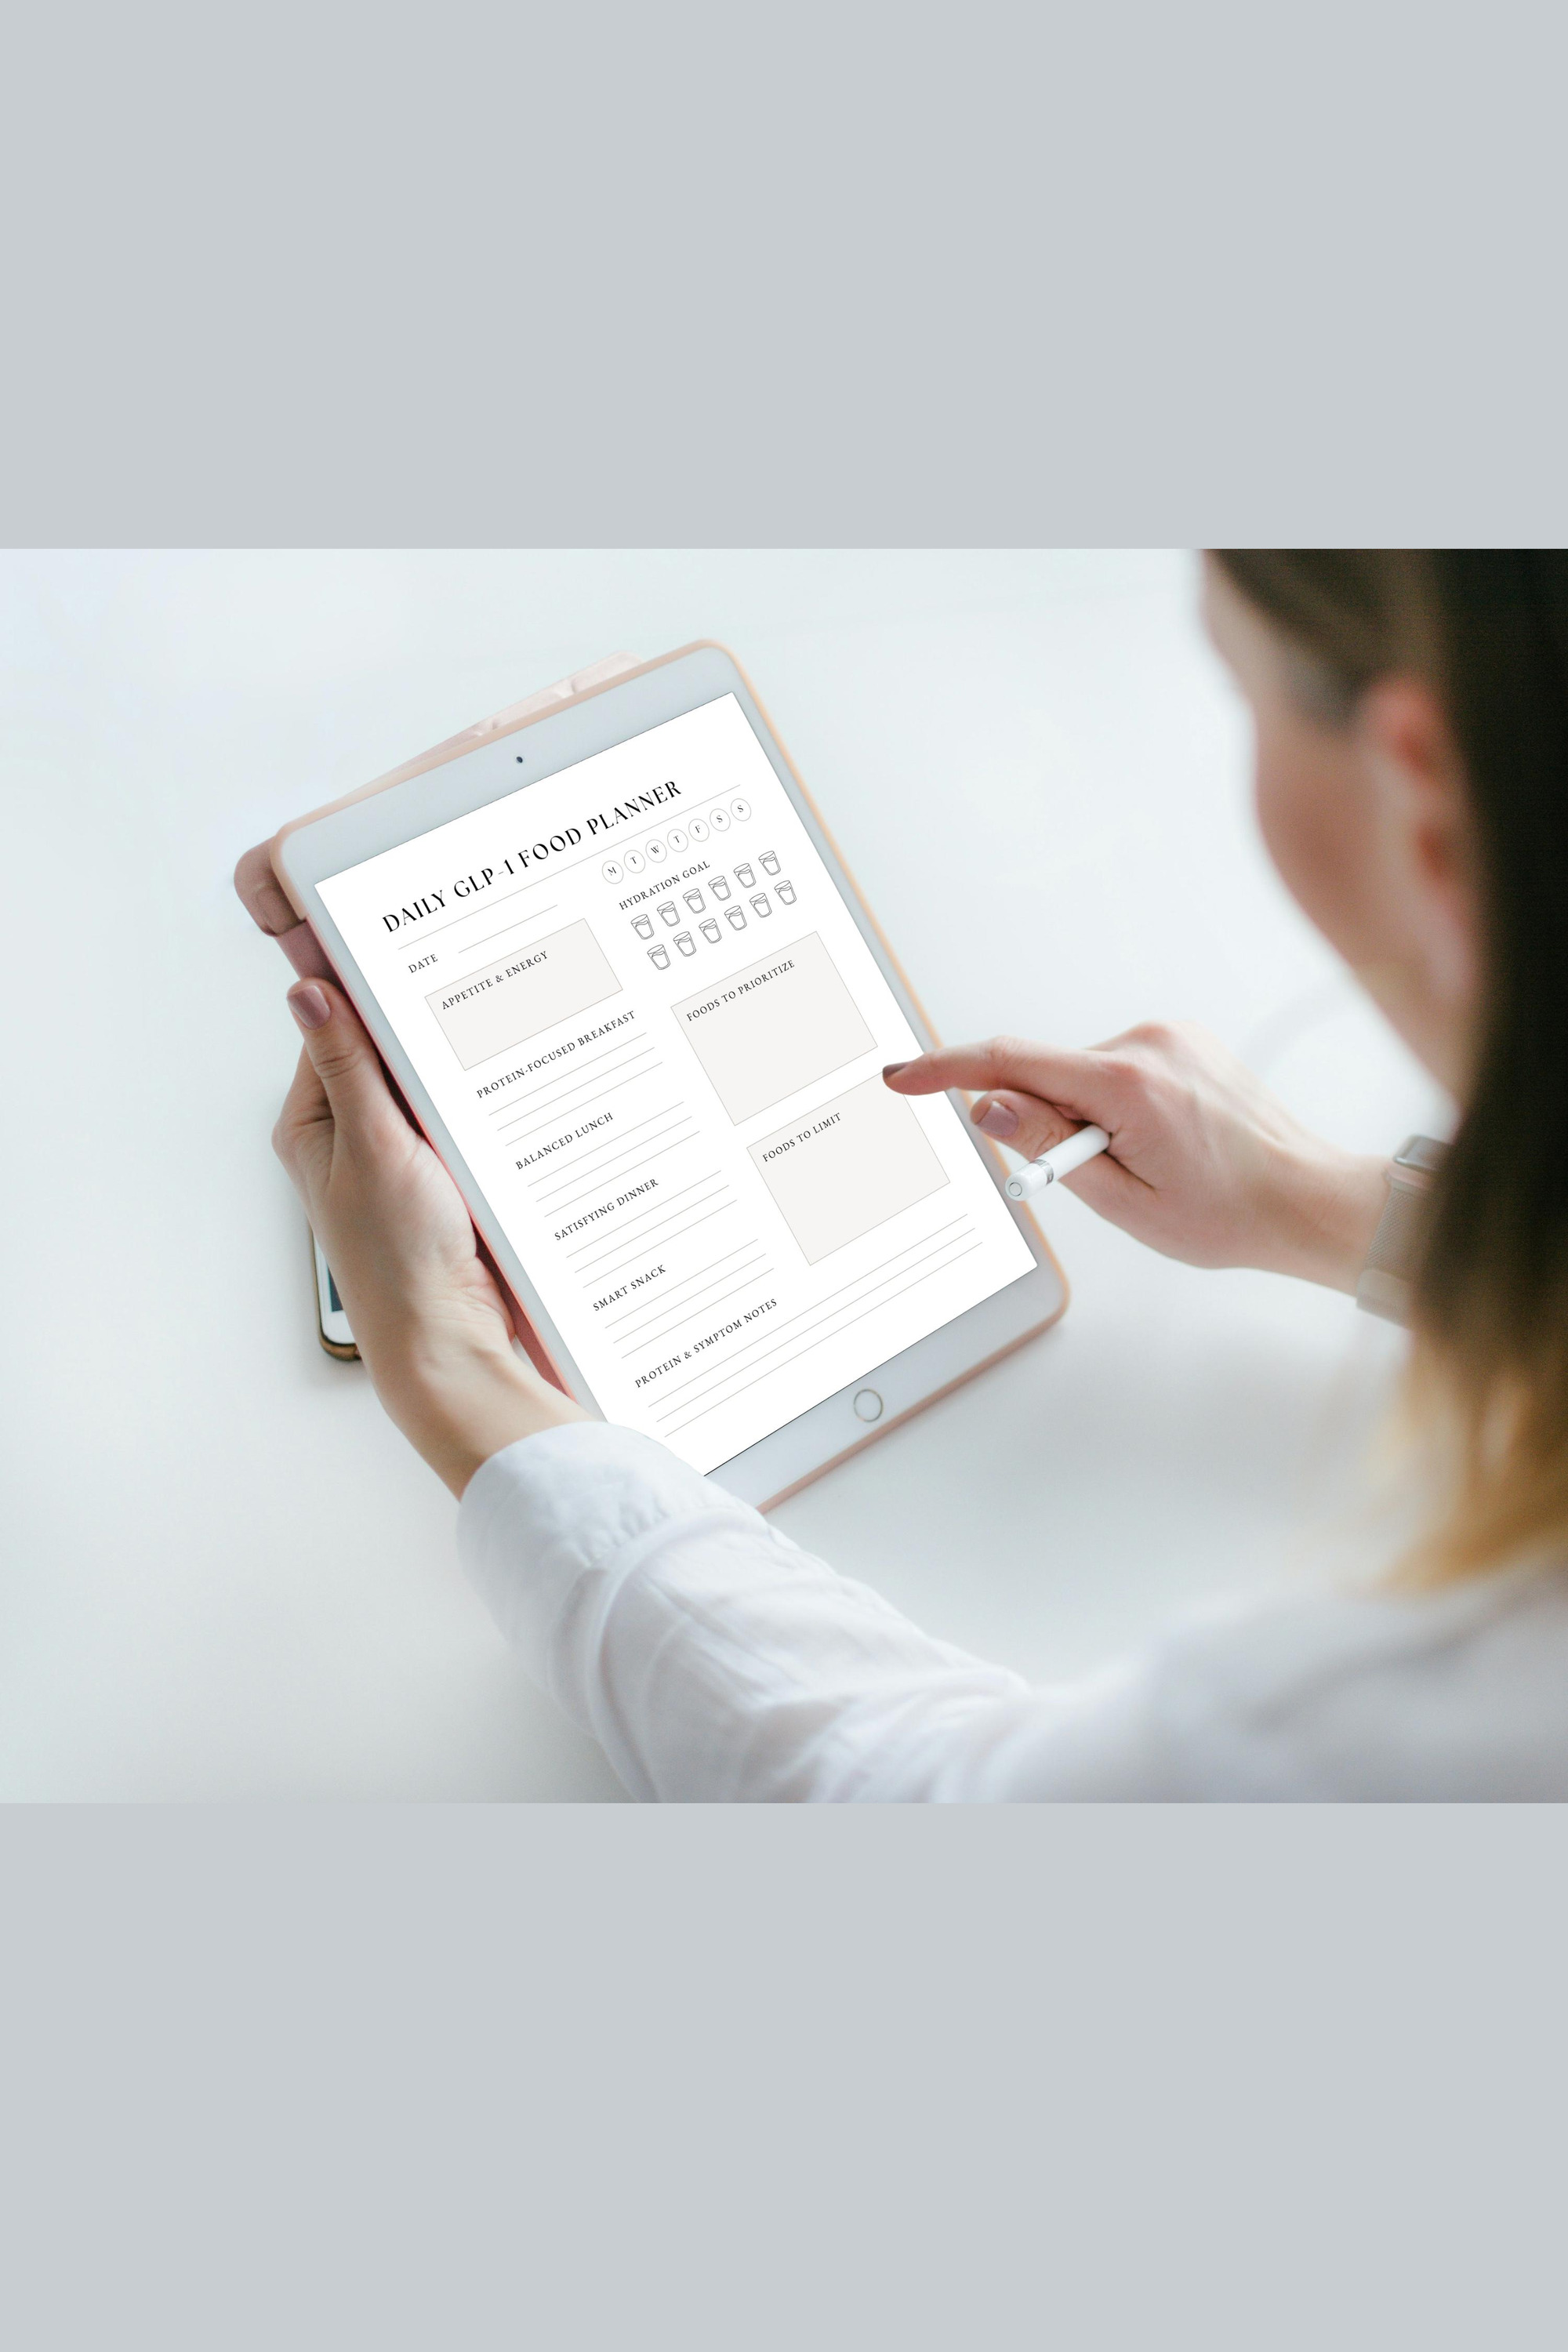 DAILY GLP-1 FOOD PLANNER
DATE
M T W T F S S
HYDRATION GOAL
APPETITE & ENERGY
PROTEIN-FOCUSED BREAKFAST
BALANCED LUNCH
SATISFYING DINNER
SMART SNACK
PROTEIN & SYMPTOM NOTES
FOODS TO PRIORITIZE
FOODS TO LIMIT